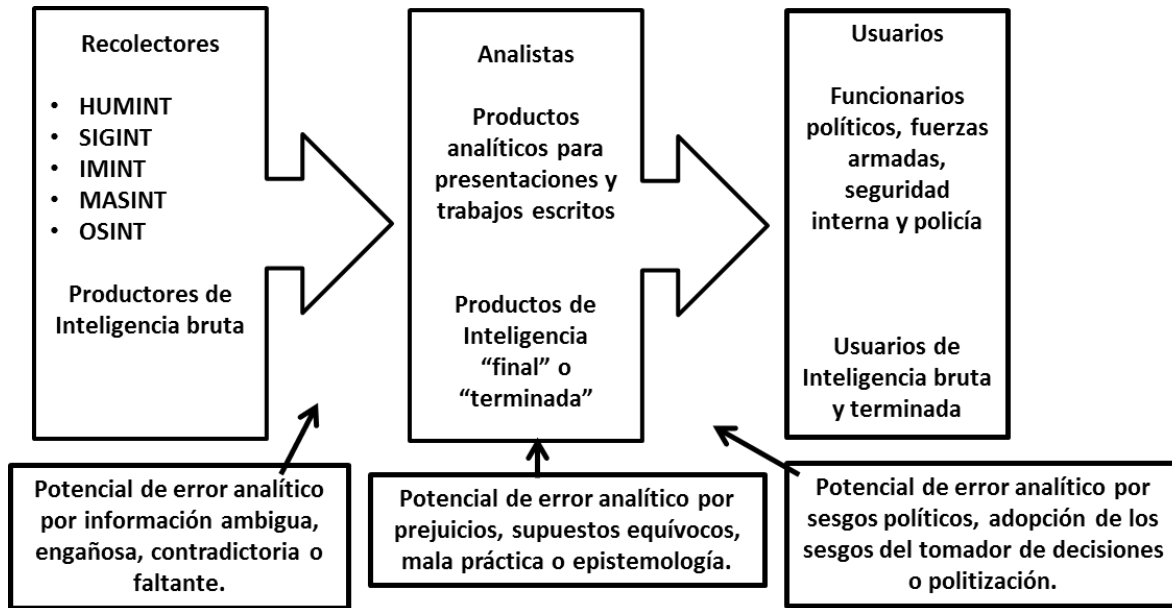 Recolectores
• HUMINT
• SIGINT
• IMINT
• MASINT
• OSINT
Productores de
Inteligencia bruta
Analistas
Productos
analíticos para
presentaciones y
trabajos escritos
Productos de
Inteligencia
“final” o
“terminada”
Usuarios
Funcionarios
políticos, fuerzas
armadas,
seguridad
interna y policía
Usuarios de
Inteligencia bruta
y terminada
Potencial de error analítico
por información ambigua,
engañosa, contradictoria o
faltante.
Potencial de error analítico por
prejuicios, supuestos equívocos,
mala práctica o epistemología.
Potencial de error analítico por
sesgos políticos, adopción de los
sesgos del tomador de decisiones
o politización.